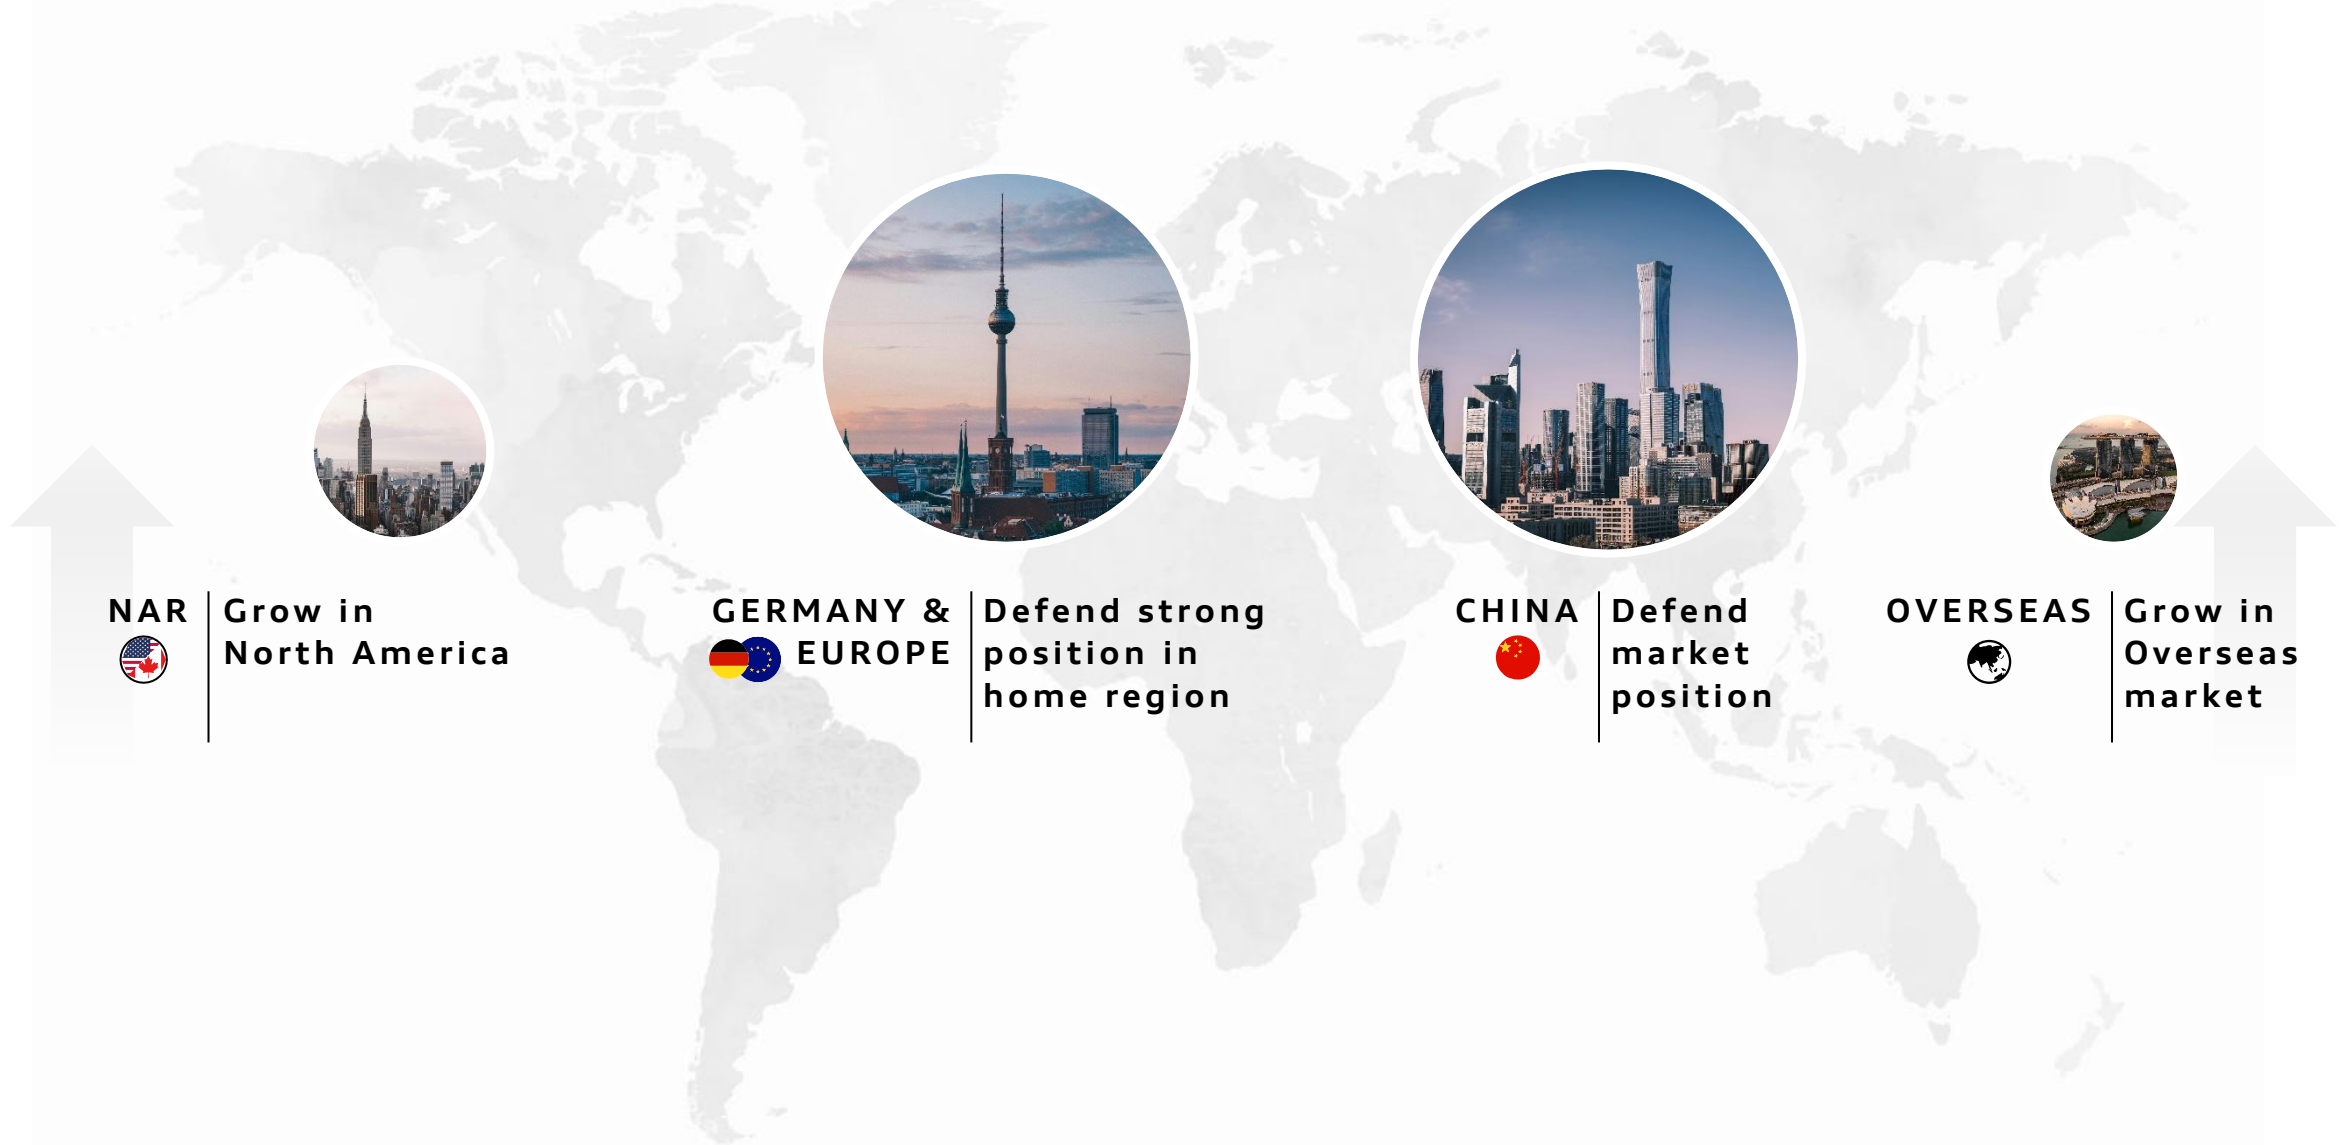 NAR
Grow in
North America
GERMANY &
EUROPE
Defend strong
position in
home region
CHINA
Defend
market
position
OVERSEAS
Grow in
Overseas
market